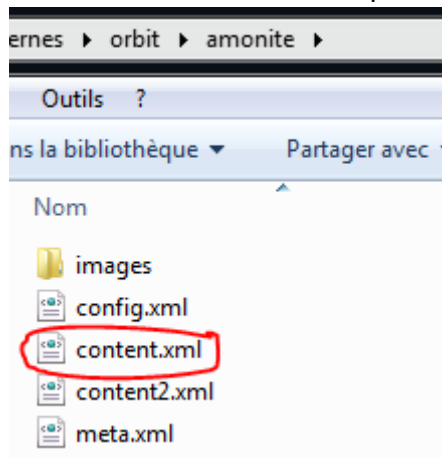 ernes ▸ orbit ▸ amonite ▸
Outils ?
ns la bibliothèque ▾ Partager avec
Nom
images
config.xml
content.xml
content2.xml
meta.xml